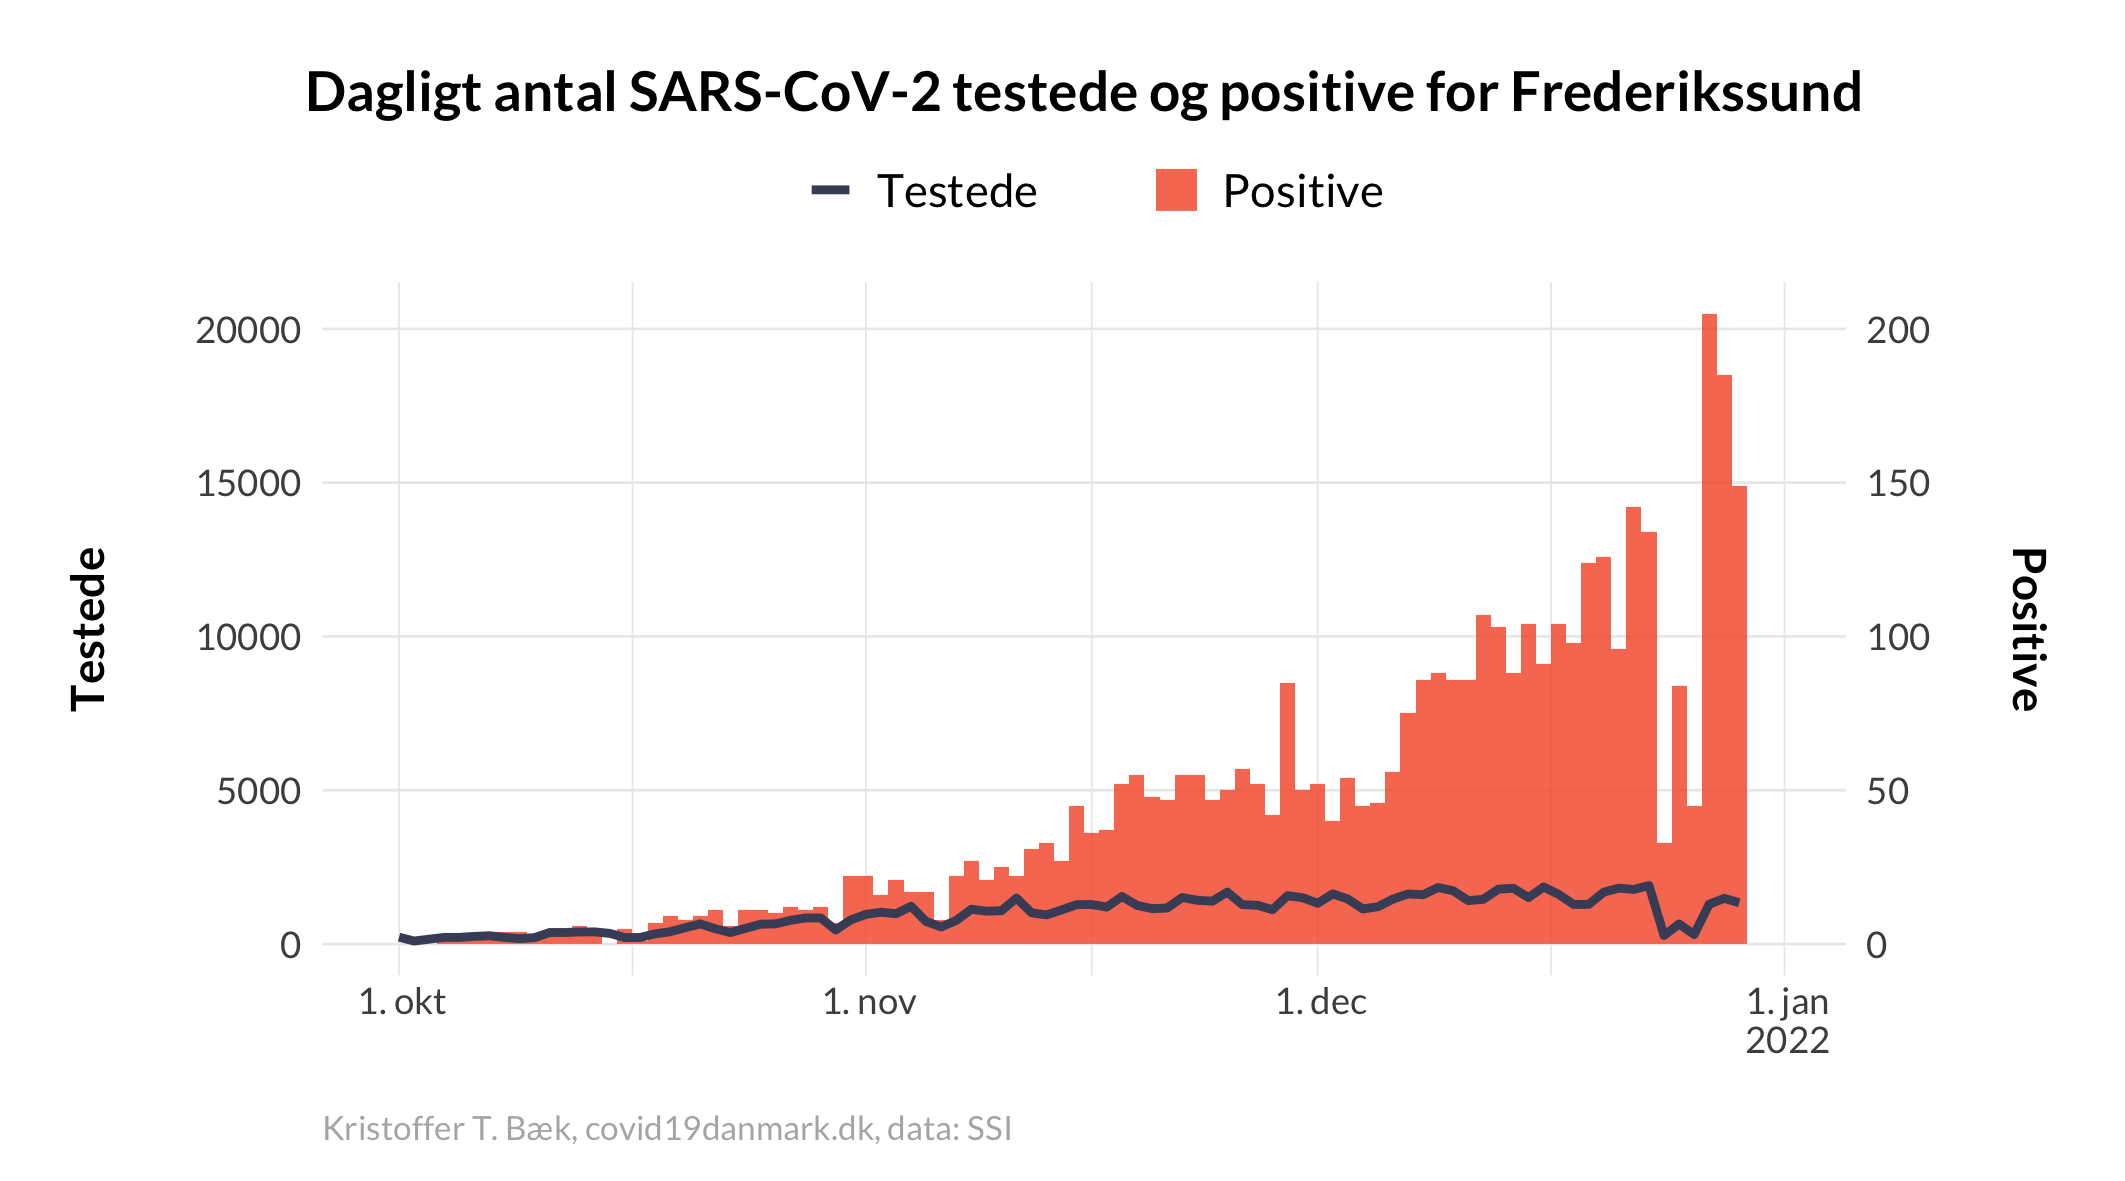 Dagligt antal SARS-CoV-2 testede og positive for Frederikssund
Testede
Positive
20000
15000
10000
5000
0
Testede
200
150
100
50
0
Positive
1. okt
1. nov
1. dec
1. jan
2022
Kristoffer T. Bæk, covid19danmark.dk, data: SSI